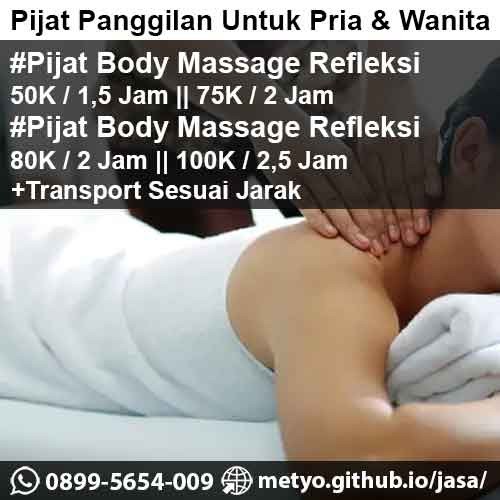 Pijat Panggilan Untuk Pria & Wanita
#Pijat Body Massage Refleksi
50K / 1,5 Jam || 75K / 2 Jam
#Pijat Body Massage Refleksi
80K / 2 Jam || 100K / 2,5 Jam
+Transport Sesuai Jarak
0899-5654-009 metyo.github.io/jasa/